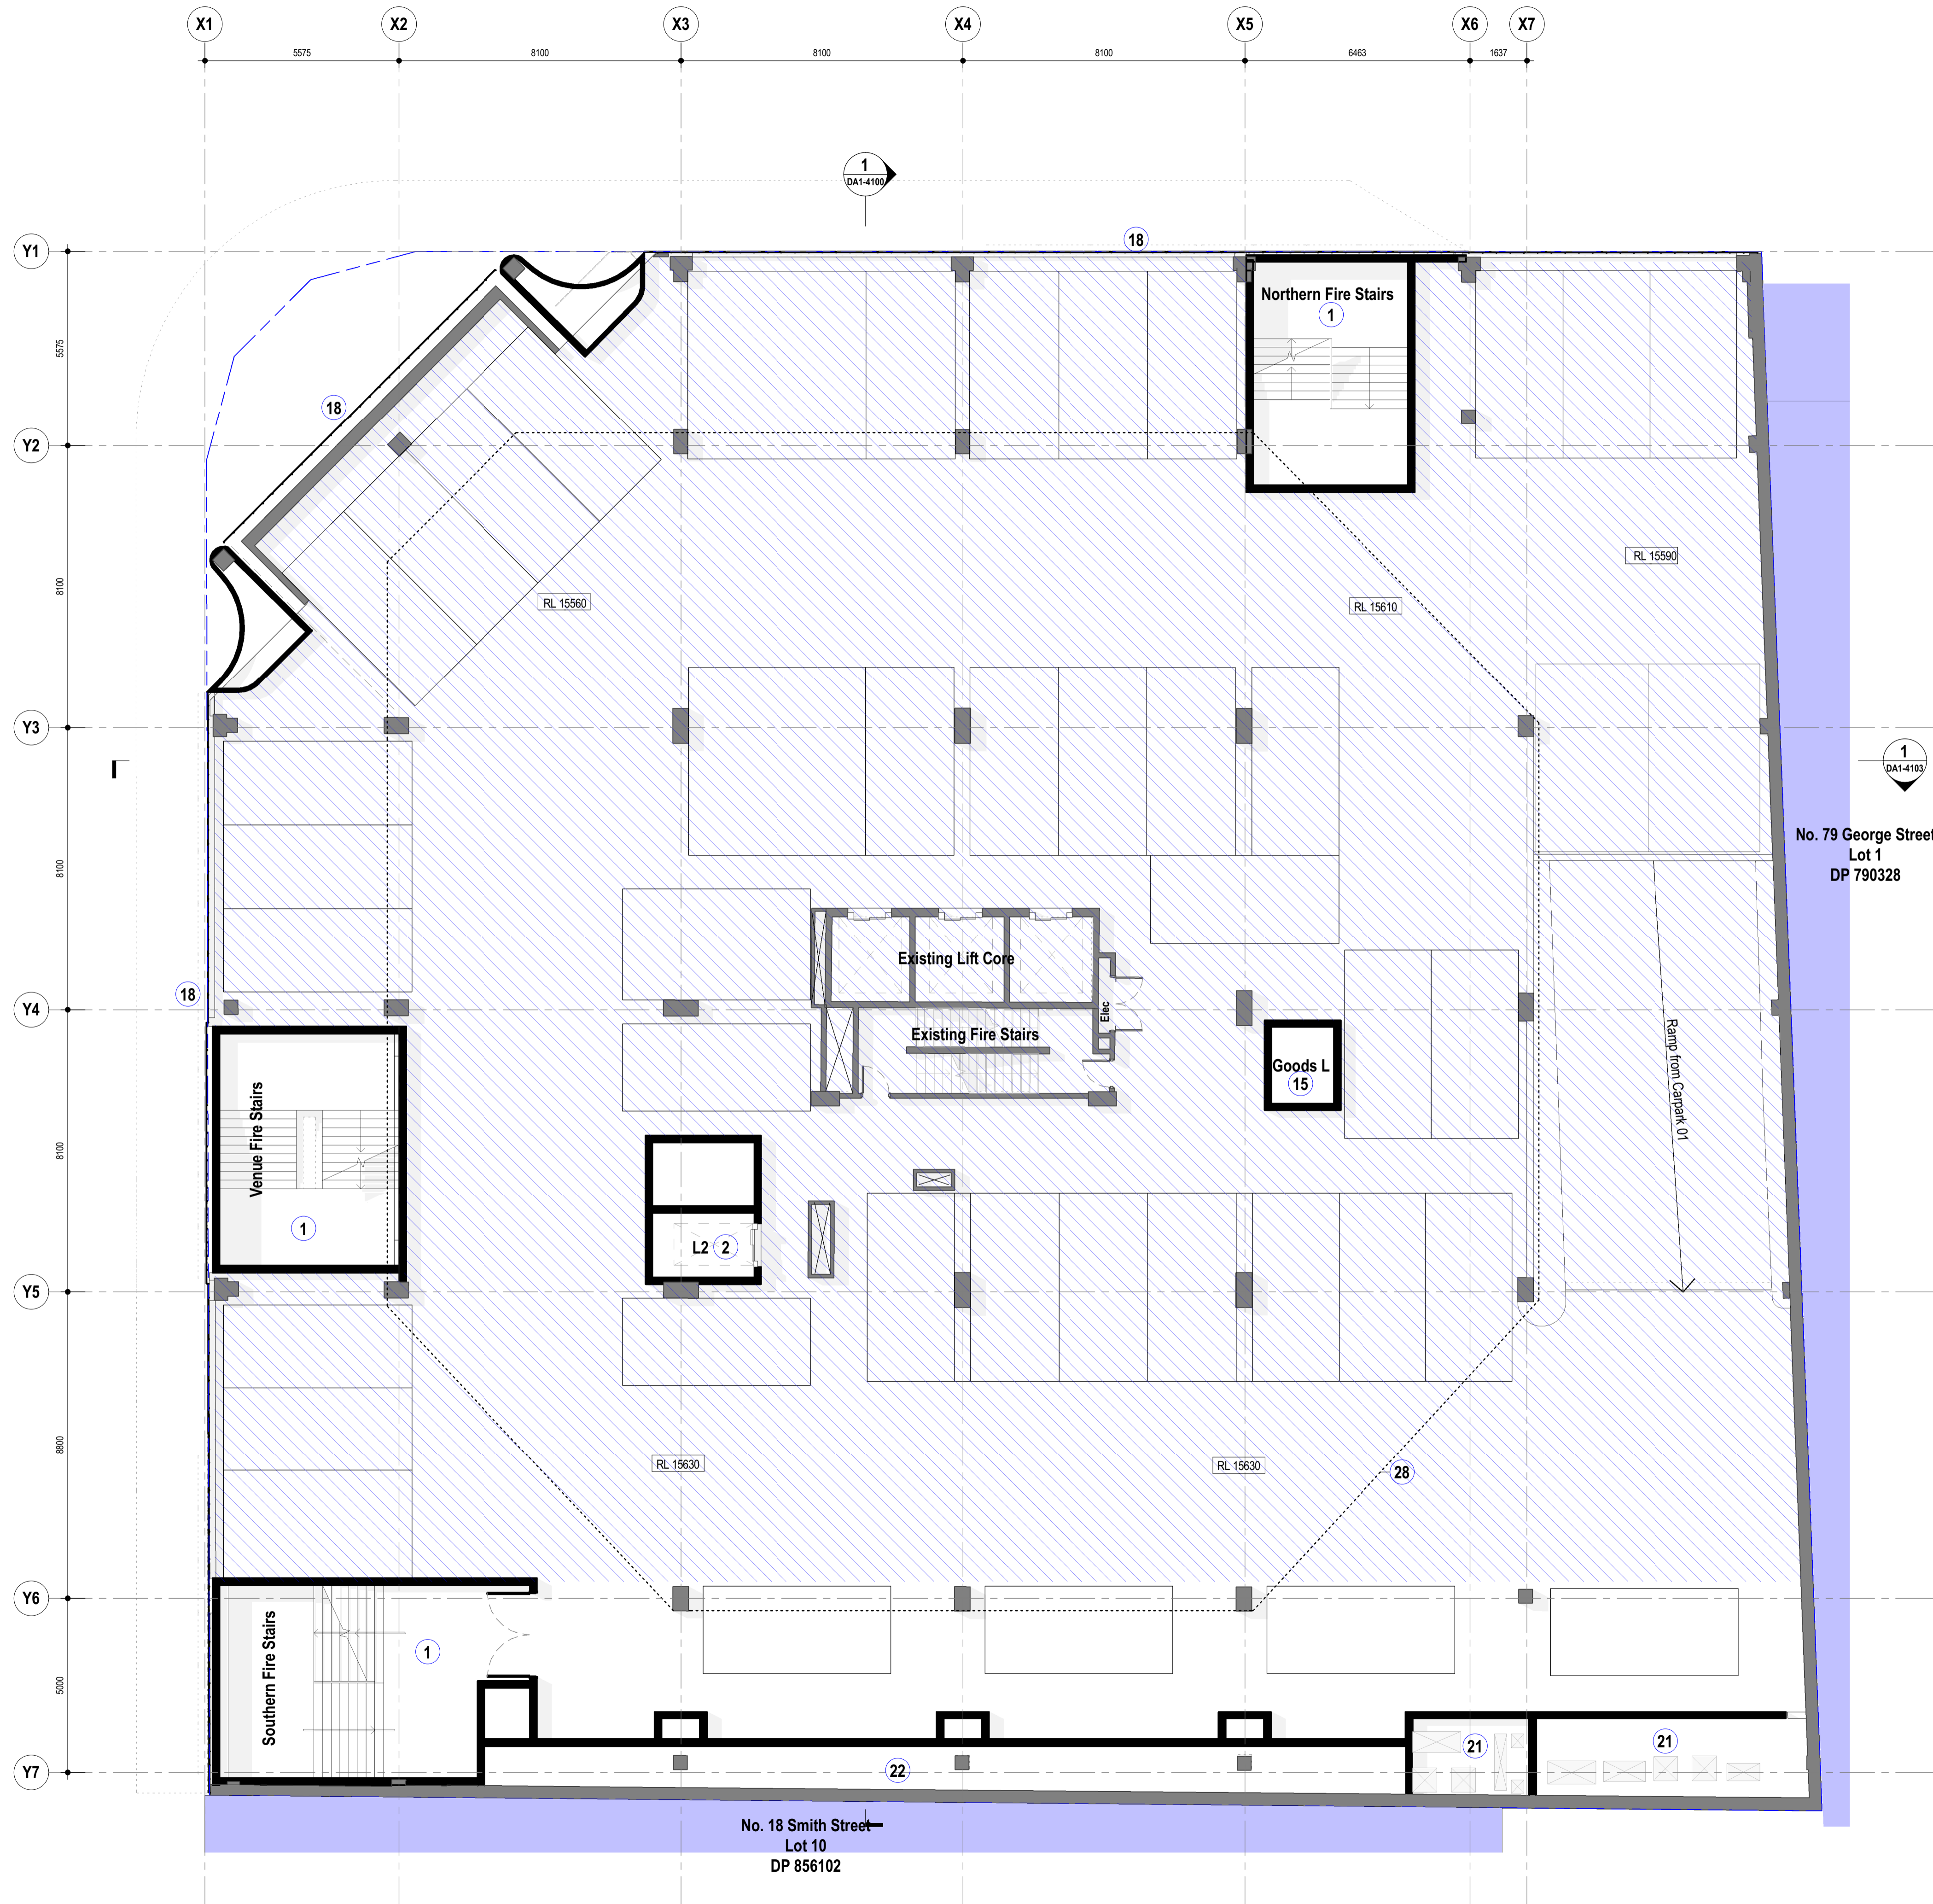 X1
X2
X3
X4
X5
X6
X7
5575
8100
8100
8100
6463
1637
1
DA1-4100
Y1
18
Northern Fire Stairs
1
5575
18
Y2
RL 15590
8100
RL 15560
RL 15610
Y3
1
DA1-4103
No. 79 George Street
Lot 1
DP 790328
8100
Existing Lift Core
18
Y4
Elec
Existing Fire Stairs
Ramp from Carpark 01
Goods L
15
Venue Fire Stairs
8100
1
L2
2
Y5
8800
RL 15630
RL 15630
28
Y6
Southern Fire Stairs
1
5000
21
21
Y7
22
No. 18 Smith Street
Lot 10
DP 856102